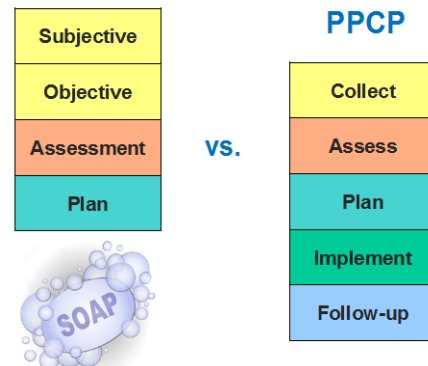 Subjective
Objective
Assessment
Plan
SOAP
vs.
PPCP
Collect
Assess
Plan
Implement
Follow-up